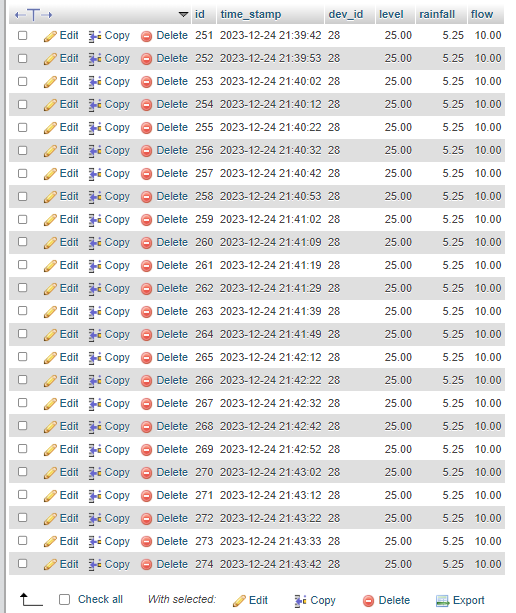 id time_stamp dev_id level rainfall flow
Edit Copy Delete 251 2023-12-24 21:39:42 28 25.00 5.25 10.00
Edit Copy Delete 252 2023-12-24 21:39:53 28 25.00 5.25 10.00
Edit Copy Delete 253 2023-12-24 21:40:02 28 25.00 5.25 10.00
Edit Copy Delete 254 2023-12-24 21:40:12 28 25.00 5.25 10.00
Edit Copy Delete 255 2023-12-24 21:40:22 28 25.00 5.25 10.00
Edit Copy Delete 256 2023-12-24 21:40:32 28 25.00 5.25 10.00
Edit Copy Delete 257 2023-12-24 21:40:42 28 25.00 5.25 10.00
Edit Copy Delete 258 2023-12-24 21:40:53 28 25.00 5.25 10.00
Edit Copy Delete 259 2023-12-24 21:41:02 28 25.00 5.25 10.00
Edit Copy Delete 260 2023-12-24 21:41:09 28 25.00 5.25 10.00
Edit Copy Delete 261 2023-12-24 21:41:19 28 25.00 5.25 10.00
Edit Copy Delete 262 2023-12-24 21:41:29 28 25.00 5.25 10.00
Edit Copy Delete 263 2023-12-24 21:41:39 28 25.00 5.25 10.00
Edit Copy Delete 264 2023-12-24 21:41:49 28 25.00 5.25 10.00
Edit Copy Delete 265 2023-12-24 21:42:12 28 25.00 5.25 10.00
Edit Copy Delete 266 2023-12-24 21:42:22 28 25.00 5.25 10.00
Edit Copy Delete 267 2023-12-24 21:42:32 28 25.00 5.25 10.00
Edit Copy Delete 268 2023-12-24 21:42:42 28 25.00 5.25 10.00
Edit Copy Delete 269 2023-12-24 21:42:52 28 25.00 5.25 10.00
Edit Copy Delete 270 2023-12-24 21:43:02 28 25.00 5.25 10.00
Edit Copy Delete 271 2023-12-24 21:43:12 28 25.00 5.25 10.00
Edit Copy Delete 272 2023-12-24 21:43:22 28 25.00 5.25 10.00
Edit Copy Delete 273 2023-12-24 21:43:33 28 25.00 5.25 10.00
Edit Copy Delete 274 2023-12-24 21:43:42 28 25.00 5.25 10.00
Check all With selected: Edit Copy Delete Export